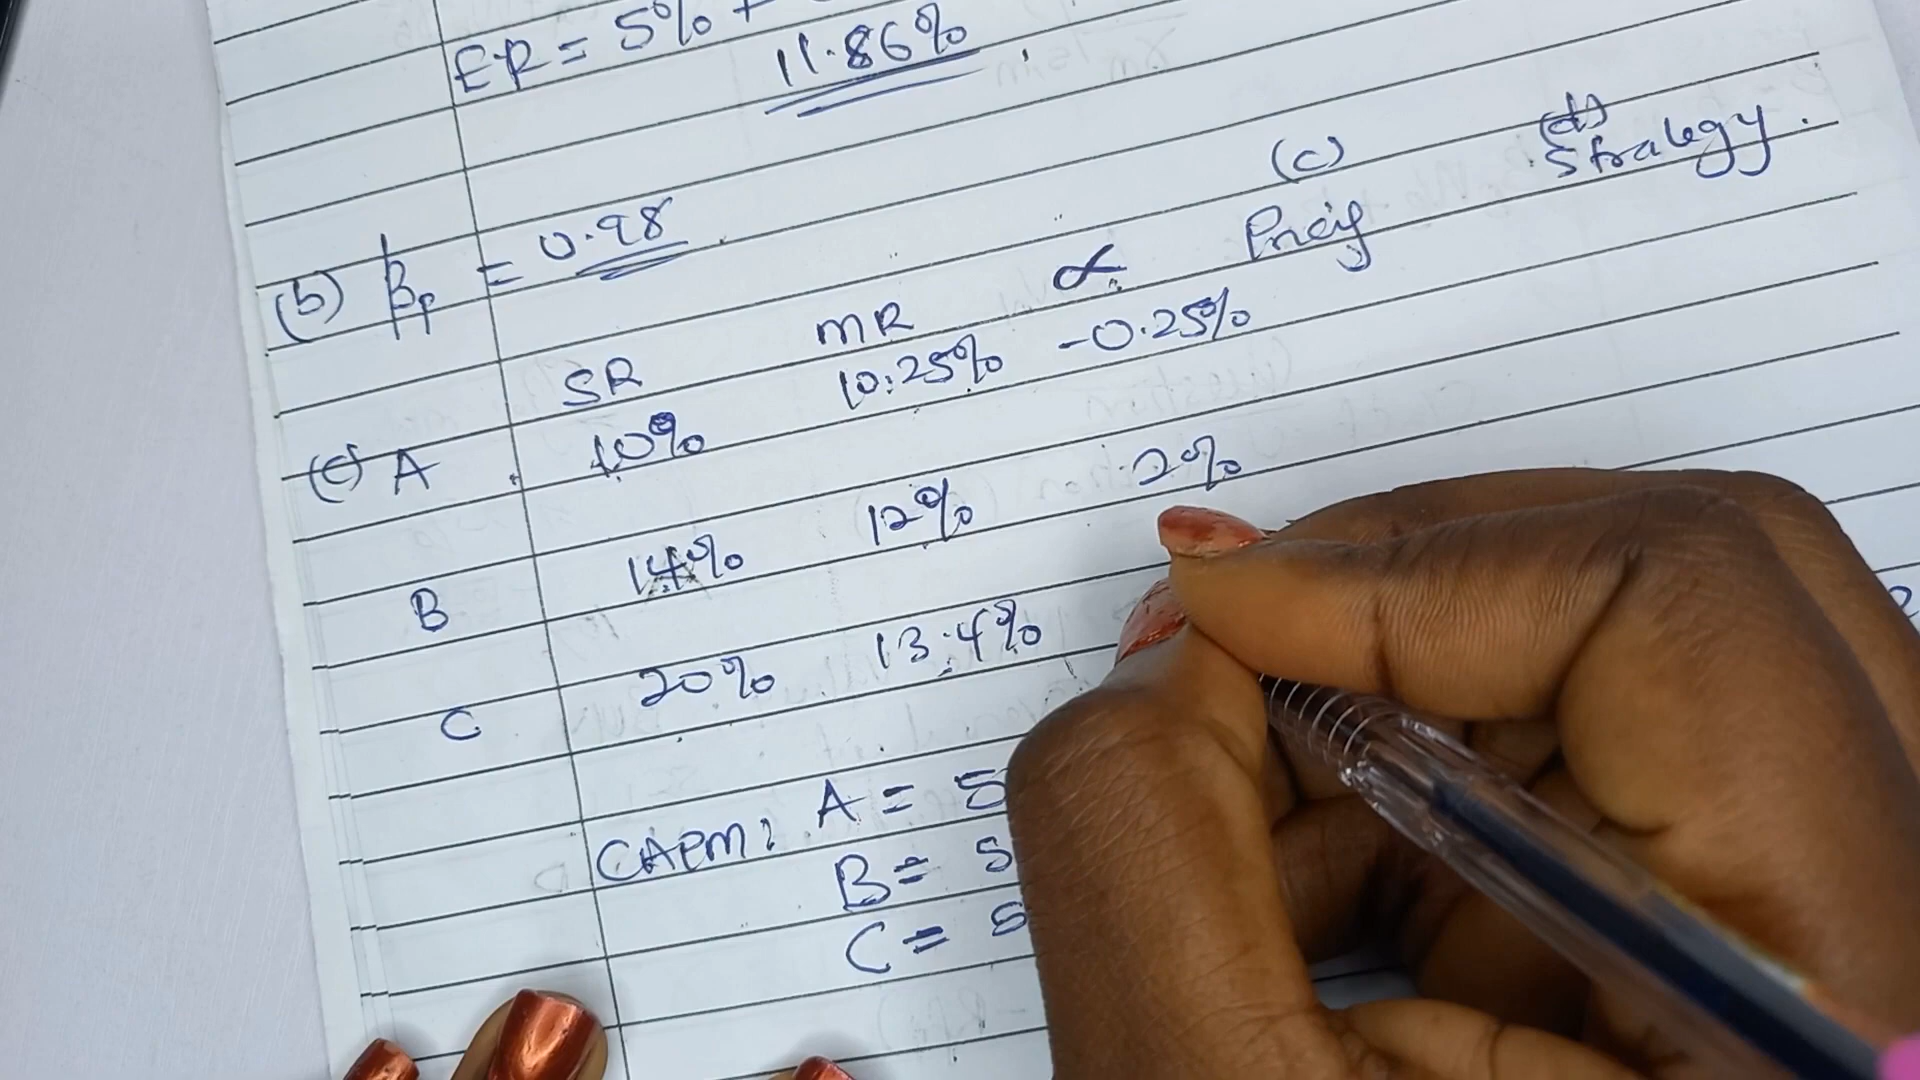 ER = 5% +
11.86%
(b) βp = 0.98
(c) (d)
SR MR α Strategy.
(c) A 10% 10.25% -0.25%
B 14% 12% 2%
C 20% 13.4%
CAPM: A = 5
B = 5
C = 5